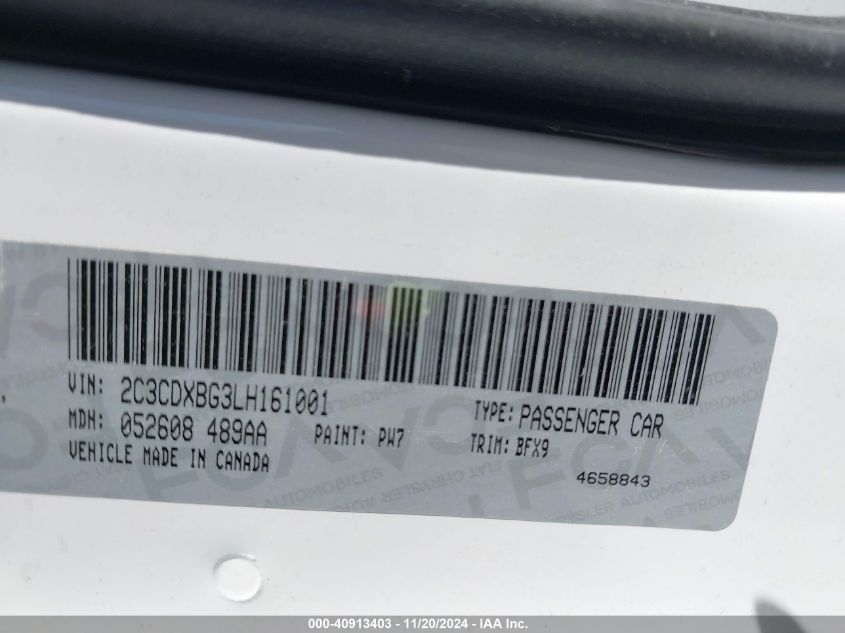 VIN: 2C3CDXBG3LH161001
TYPE: PASSENGER CAR
MDH: 052608 489AA
PAINT: PW7
TRIM: BFX9
VEHICLE MADE IN CANADA
4658843
000-40913403 - 11/20/2024 - IAA Inc.